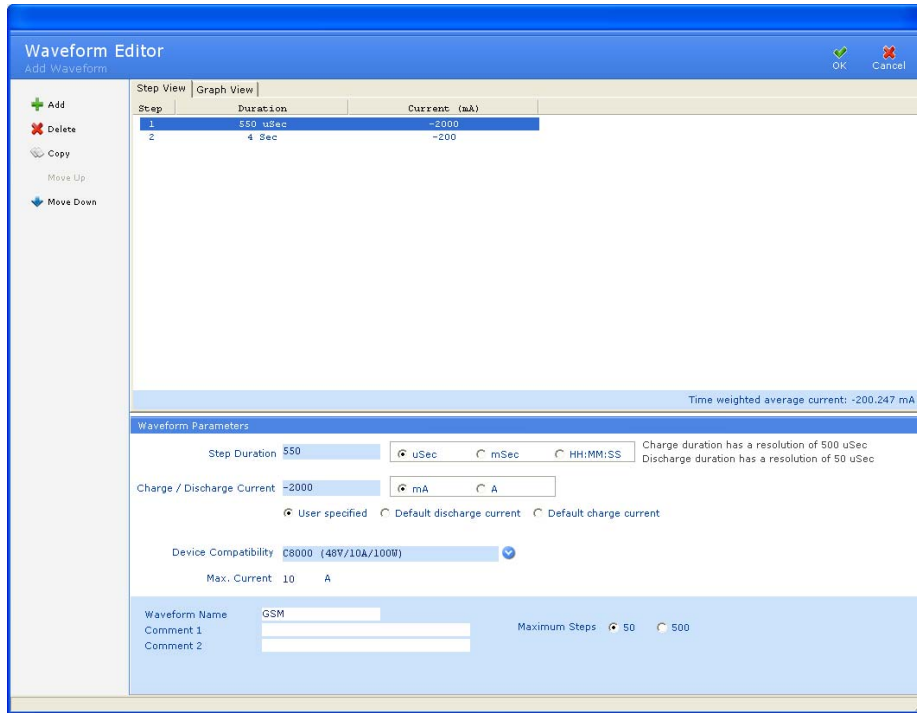 Waveform Editor
Add Waveform
OK
Cancel
Add
Delete
Copy
Move Up
Move Down
Step View Graph View
Step Duration Current (mA)
1 550 uSec -2000
2 4 Sec -200
Time weighted average current: -200.247 mA
Waveform Parameters
Step Duration 550 uSec mSec HH:MM:SS
Charge duration has a resolution of 500 uSec
Discharge duration has a resolution of 50 uSec
Charge / Discharge Current -2000 mA A
User specified Default discharge current Default charge current
Device Compatibility C8000 (48V/10A/100W)
Max. Current 10 A
Waveform Name GSM
Comment 1
Maximum Steps 50 500
Comment 2